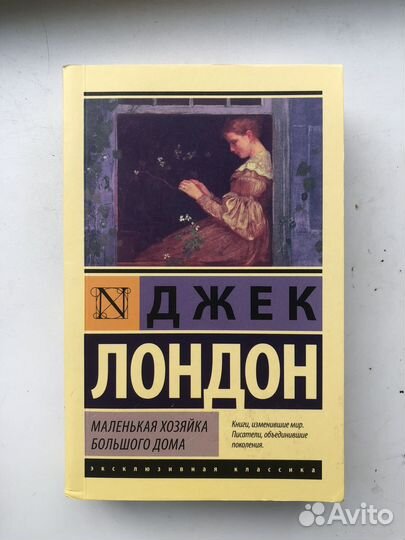 N
ДЖЕК
ЛОНДОН
МАЛЕНЬКАЯ ХОЗЯЙКА
БОЛЬШОГО ДОМА
Книги, изменившие мир.
Писатели, объединившие
поколения.
ЭКСКЛЮЗИВНАЯ КЛАССИКА
Avito